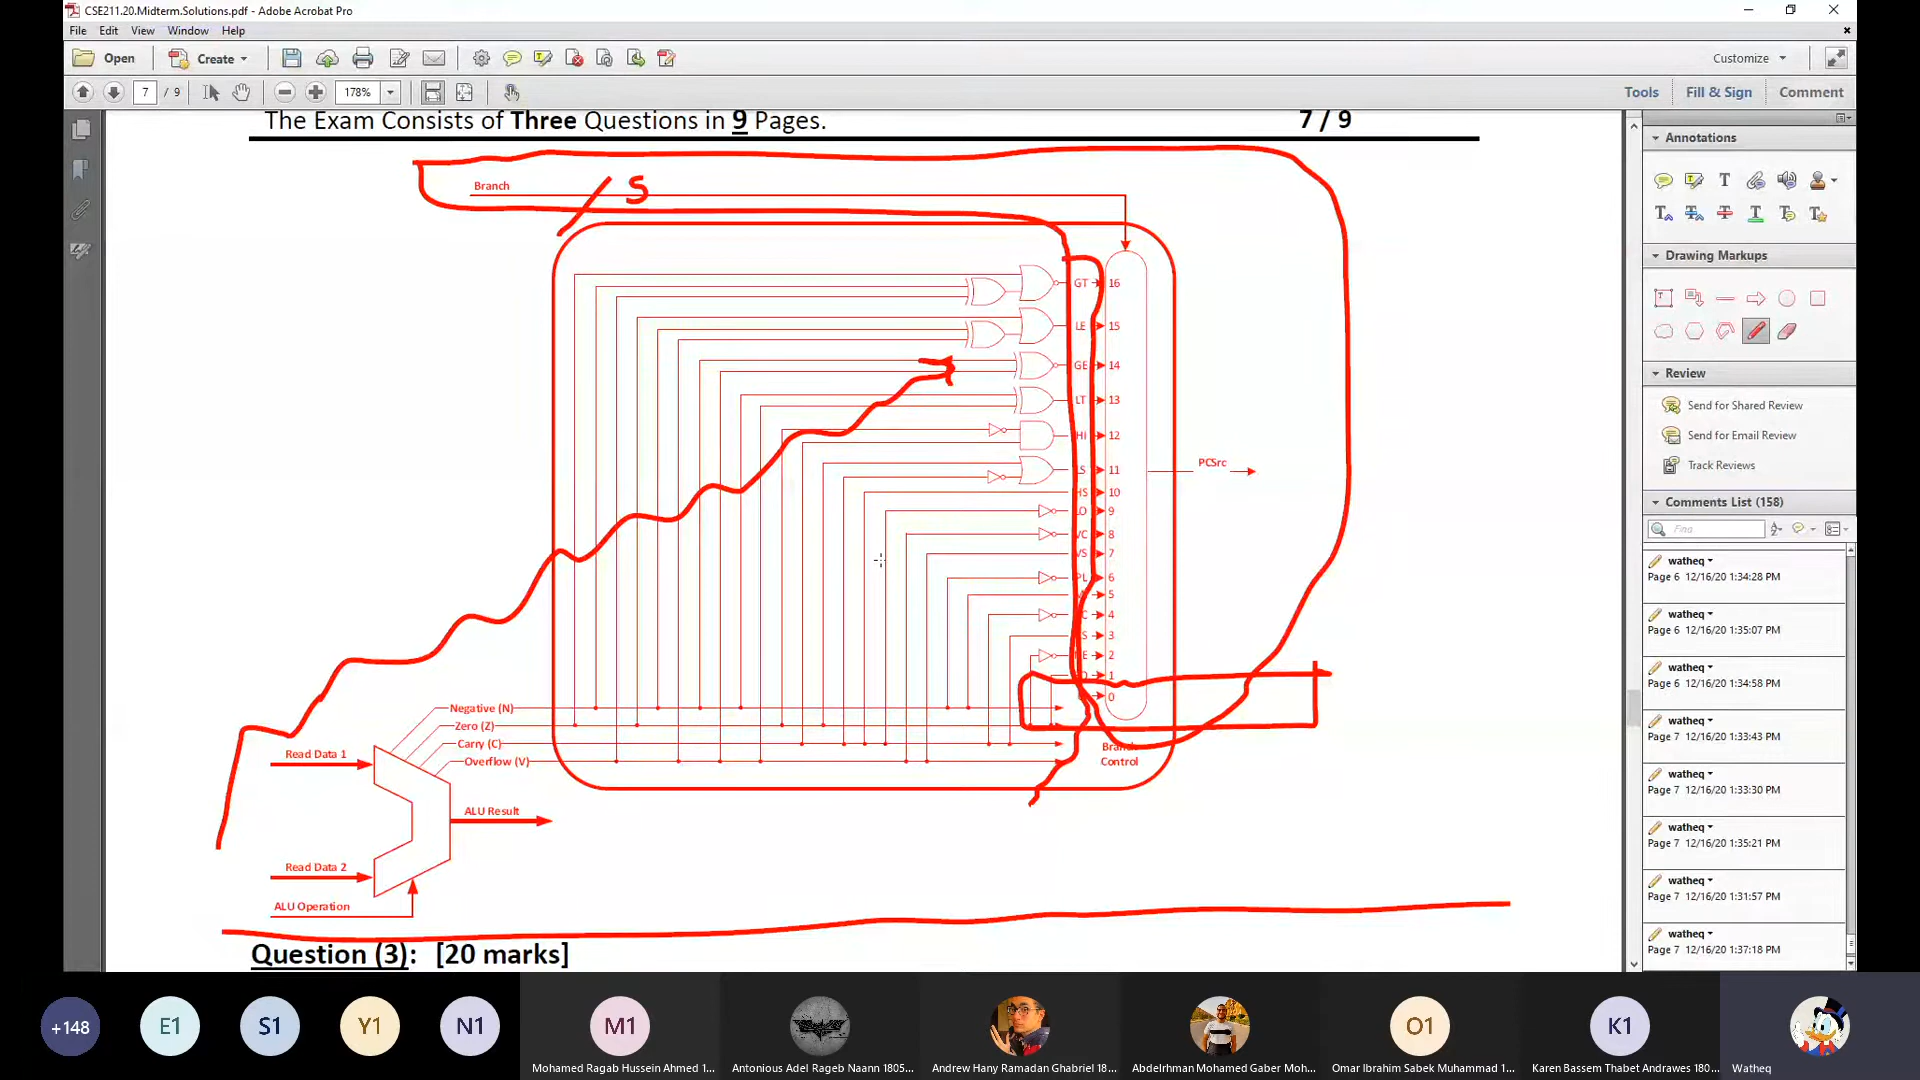 CSE211.20.Midterm.Solutions.pdf - Adobe Acrobat Pro
File Edit View Window Help
Open Create Customize
7 / 9 178% Tools Fill & Sign Comment
The Exam Consists of Three Questions in 9 Pages. 7 / 9
Branch
5
GT 16
LE 15
GE 14
LT 13
HI 12
LS 11
HS 10
LO 9
VC 8
VS 7
PL 6
5
4
3
2
1
0
PCSrc
Negative (N)
Zero (Z)
Carry (C)
Overflow (V)
Control
Read Data 1
ALU Result
Read Data 2
ALU Operation
Question (3): [20 marks]
Annotations
Drawing Markups
Review
Send for Shared Review
Send for Email Review
Track Reviews
Comments List (158)
Find
watheq
Page 6 12/16/20 1:34:28 PM
watheq
Page 6 12/16/20 1:35:07 PM
watheq
Page 6 12/16/20 1:34:58 PM
watheq
Page 7 12/16/20 1:33:43 PM
watheq
Page 7 12/16/20 1:33:30 PM
watheq
Page 7 12/16/20 1:35:21 PM
watheq
Page 7 12/16/20 1:31:57 PM
watheq
Page 7 12/16/20 1:37:18 PM
+148 E1 S1 Y1 N1 M1 O1 K1
Mohamed Ragab Hussein Ahmed 1...
Antonious Adel Rageb Naann 1805...
Andrew Hany Ramadan Ghabriel 18...
Abdelrhman Mohamed Gaber Moh...
Omar Ibrahim Sabek Muhammad 1...
Karen Bassem Thabet Andrawes 180...
Watheq